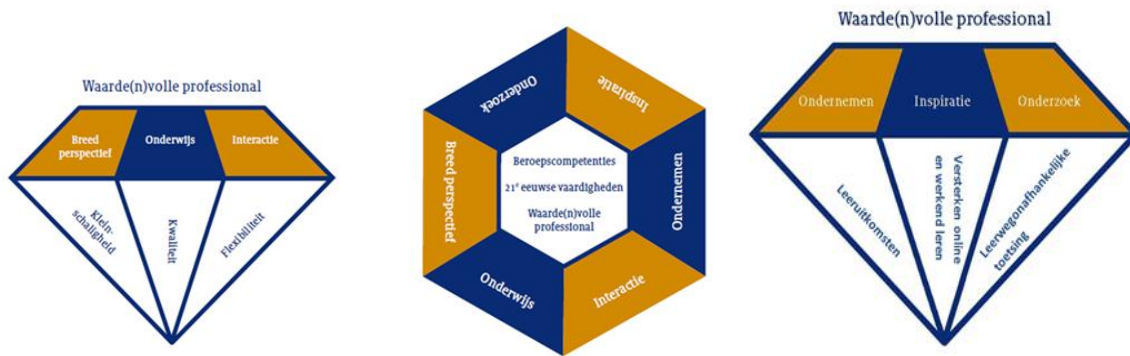 Waarde(n)volle professional
Breed
perspectief
Onderwijs
Interactie
Klein-
schaligheid
Kwaliteit
Flexibiliteit
Onderzoek
Inspiratie
Ondernemen
Interactie
Onderwijs
Breed perspectief
Beroepscompetenties
21e eeuwse vaardigheden
Waarde(n)volle
professional
Waarde(n)volle professional
Ondernemen
Inspiratie
Onderzoek
Leeruitkomsten
Versterken online
en werkend leren
Leerwegonafhankelijke
toetsing